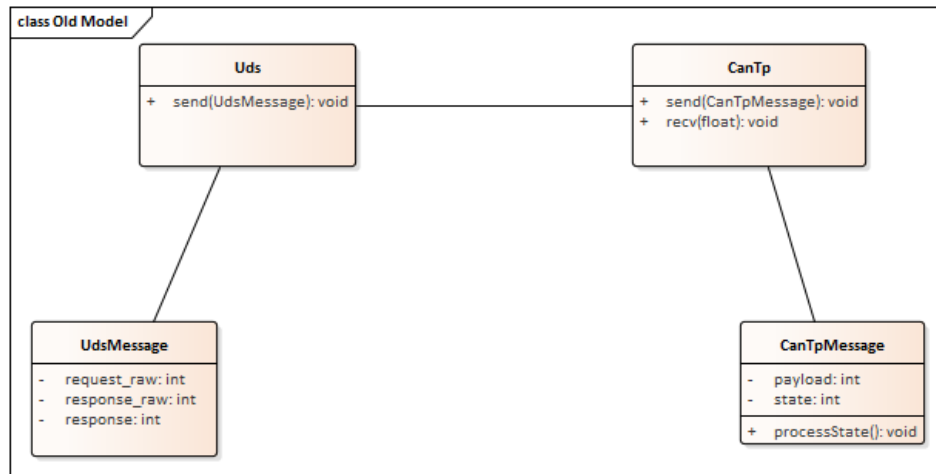 class Old Model
Uds
+ send(UdsMessage): void
CanTp
+ send(CanTpMessage): void
+ recv(float): void
UdsMessage
- request_raw: int
- response_raw: int
- response: int
CanTpMessage
- payload: int
- state: int
+ processState(): void